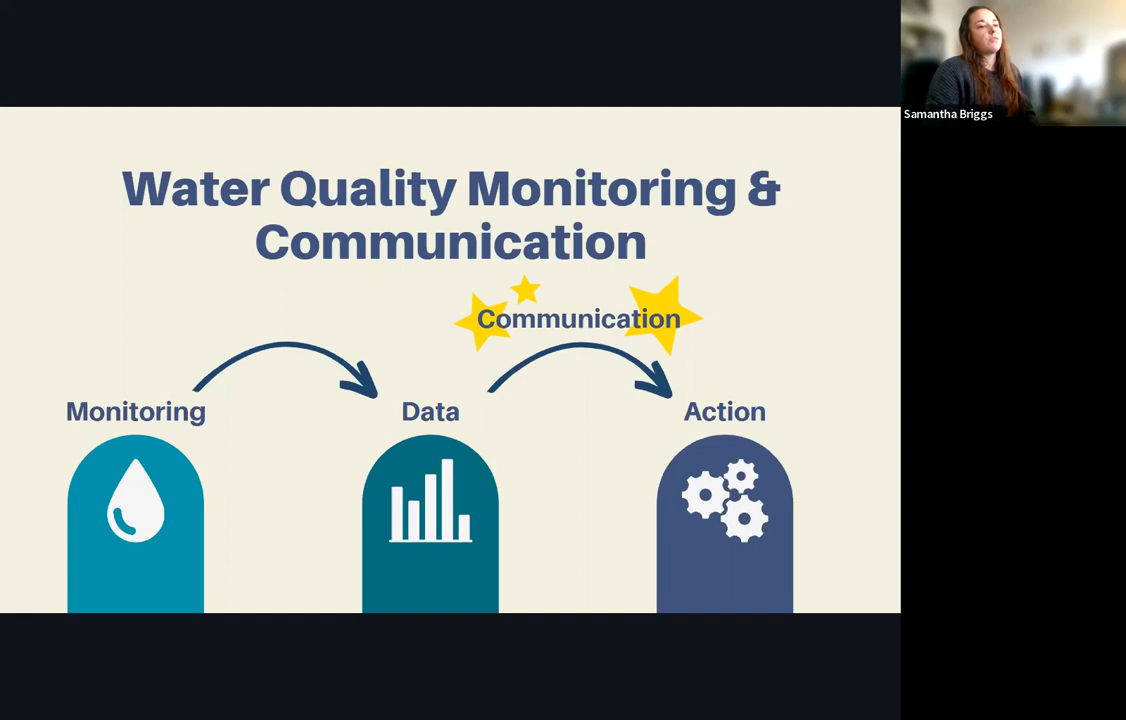 Samantha Briggs
Water Quality Monitoring &
Communication
Communication
Monitoring
Data
Action